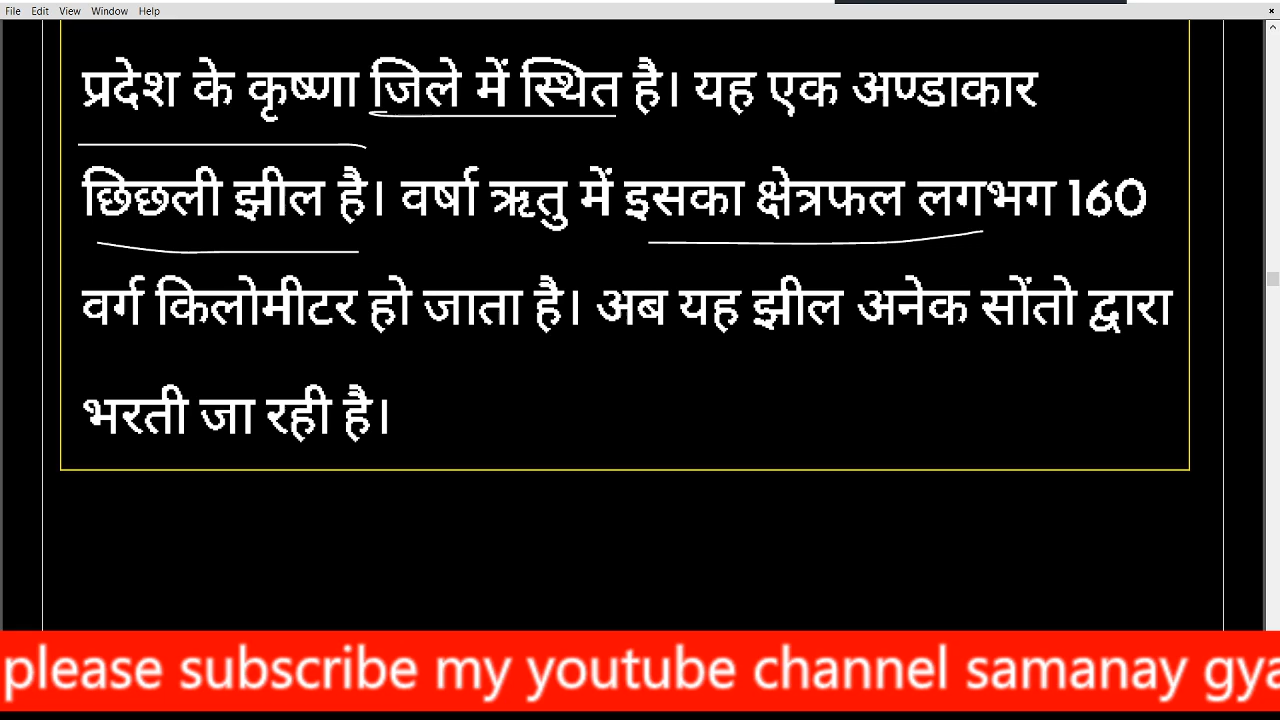 File Edit View Window Help
प्रदेश के कृष्णा जिले में स्थित है। यह एक अण्डाकार
छिछली झील है। वर्षा ऋतु में इसका क्षेत्रफल लगभग 160
वर्ग किलोमीटर हो जाता है। अब यह झील अनेक सोंतो द्वारा
भरती जा रही है।
please subscribe my youtube channel samanay gya